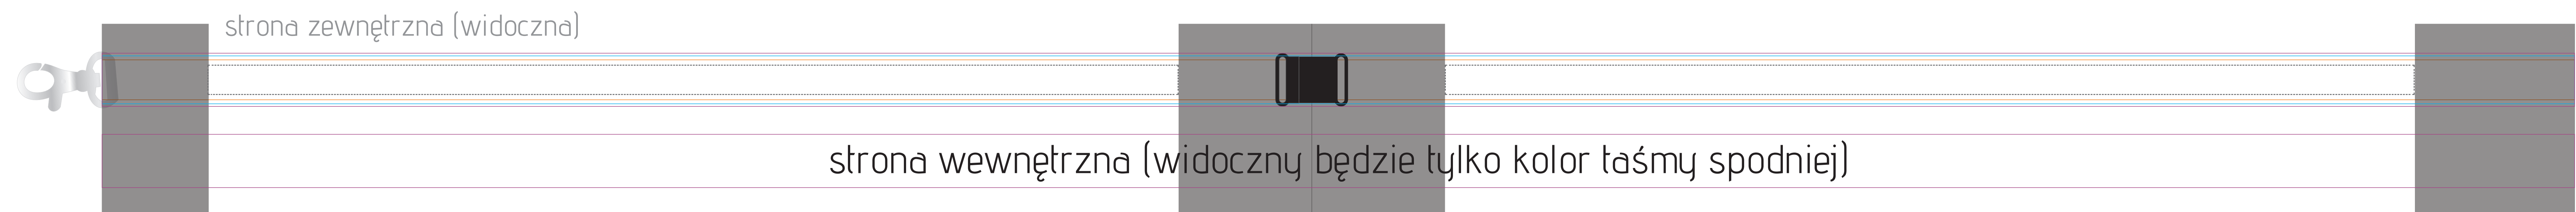 strona zewnętrzna (widoczna)
strona wewnętrzna (widoczny będzie tylko kolor taśmy spodniej)